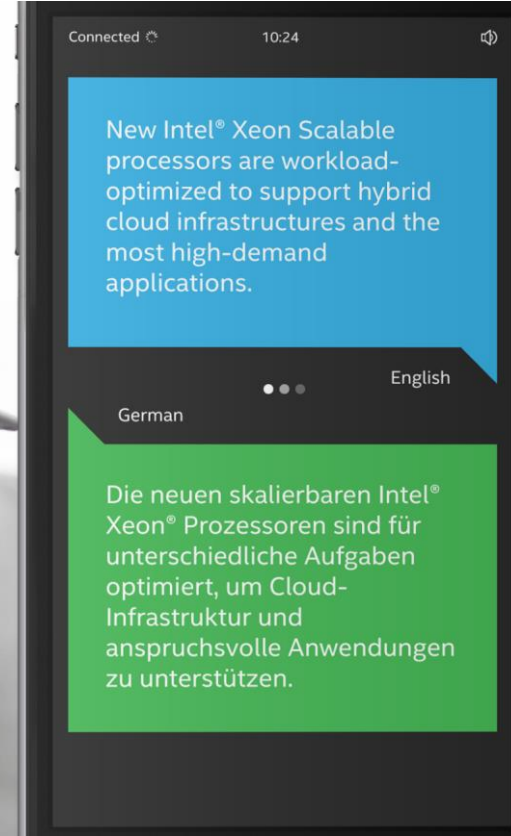 Connected
10:24
New Intel® Xeon Scalable
processors are workload-
optimized to support hybrid
cloud infrastructures and the
most high-demand
applications.
English
German
Die neuen skalierbaren Intel®
Xeon® Prozessoren sind für
unterschiedliche Aufgaben
optimiert, um Cloud-
Infrastruktur und
anspruchsvolle Anwendungen
zu unterstützen.